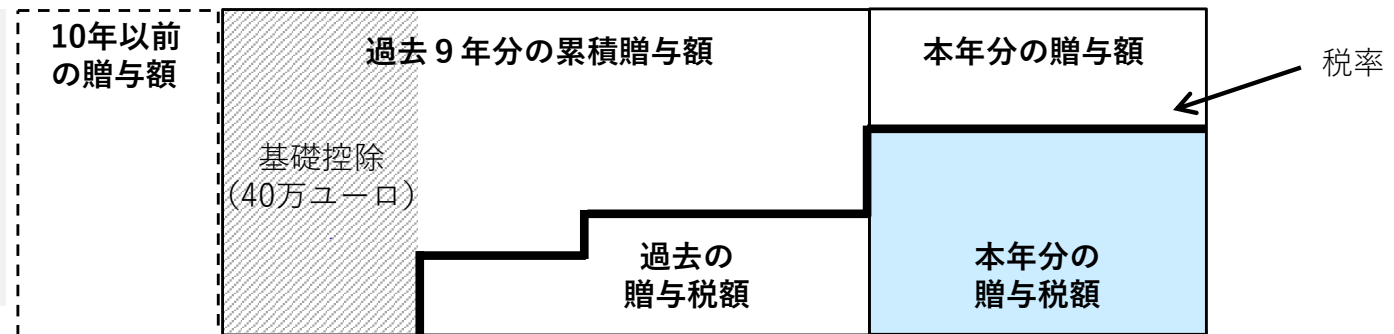 10年以前
の贈与額
過去９年分の累積贈与額
本年分の贈与額
税率
基礎控除
（40万ユーロ）
過去の
贈与税額
本年分の
贈与税額